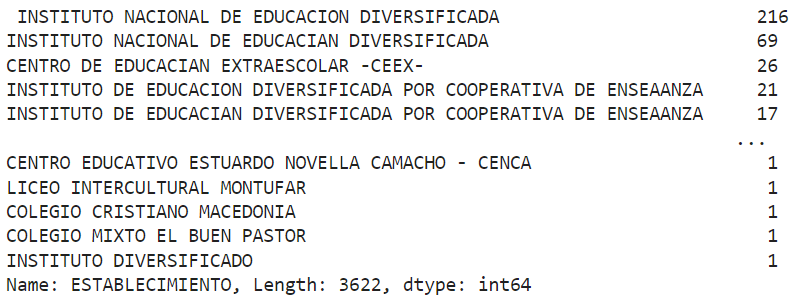 INSTITUTO NACIONAL DE EDUCACION DIVERSIFICADA 216
INSTITUTO NACIONAL DE EDUCACIAN DIVERSIFICADA 69
CENTRO DE EDUCACIAN EXTRAESCOLAR -CEEX- 26
INSTITUTO DE EDUCACION DIVERSIFICADA POR COOPERATIVA DE ENSEAANZA 21
INSTITUTO DE EDUCACIAN DIVERSIFICADA POR COOPERATIVA DE ENSEAANZA 17
...
CENTRO EDUCATIVO ESTUARDO NOVELLA CAMACHO - CENCA 1
LICEO INTERCULTURAL MONTUFAR 1
COLEGIO CRISTIANO MACEDONIA 1
COLEGIO MIXTO EL BUEN PASTOR 1
INSTITUTO DIVERSIFICADO 1
Name: ESTABLECIMIENTO, Length: 3622, dtype: int64